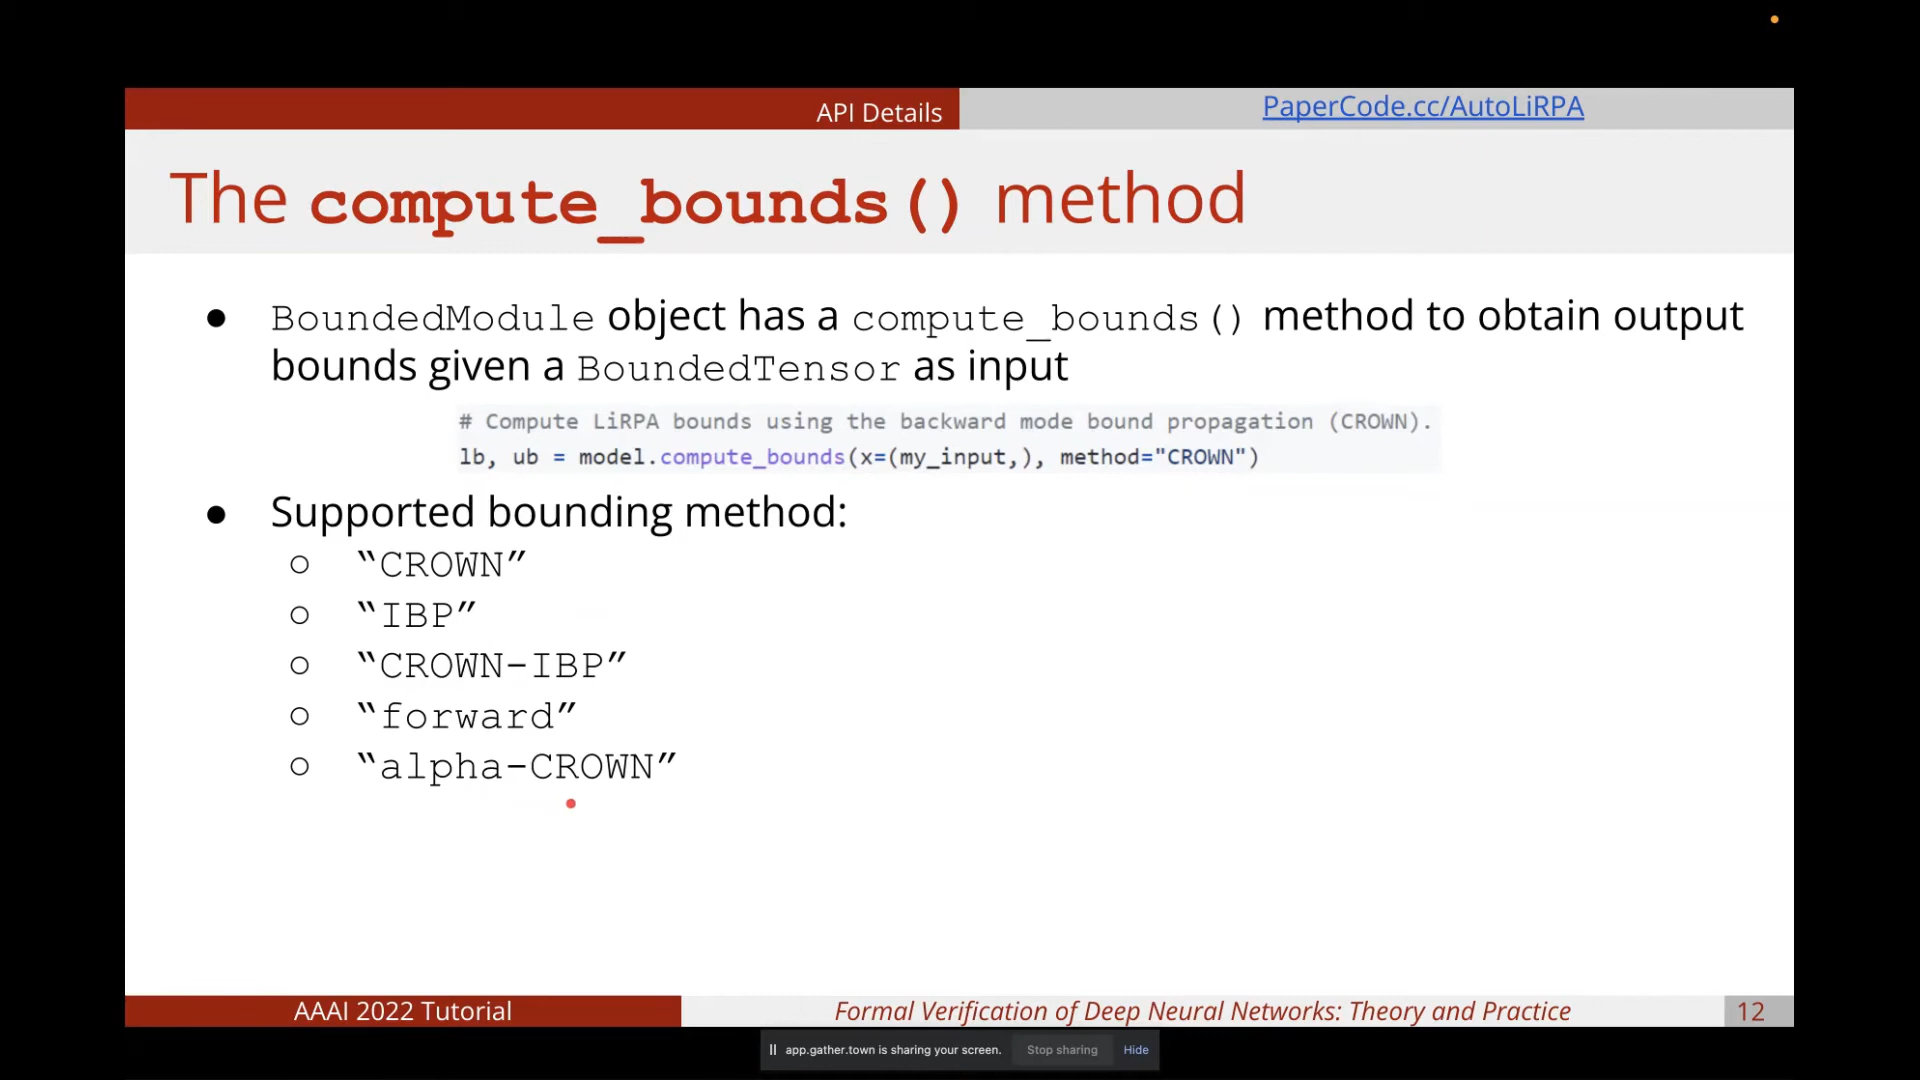 API Details
PaperCode.cc/AutoLiRPA
The compute_bounds() method
● BoundedModule object has a compute_bounds() method to obtain output
bounds given a BoundedTensor as input
# Compute LiRPA bounds using the backward mode bound propagation (CROWN).
lb, ub = model.compute_bounds(x=(my_input,), method="CROWN")
● Supported bounding method:
○ “CROWN”
○ “IBP”
○ “CROWN-IBP”
○ “forward”
○ “alpha-CROWN”
AAAI 2022 Tutorial
Formal Verification of Deep Neural Networks: Theory and Practice
12
app.gather.town is sharing your screen.
Stop sharing
Hide